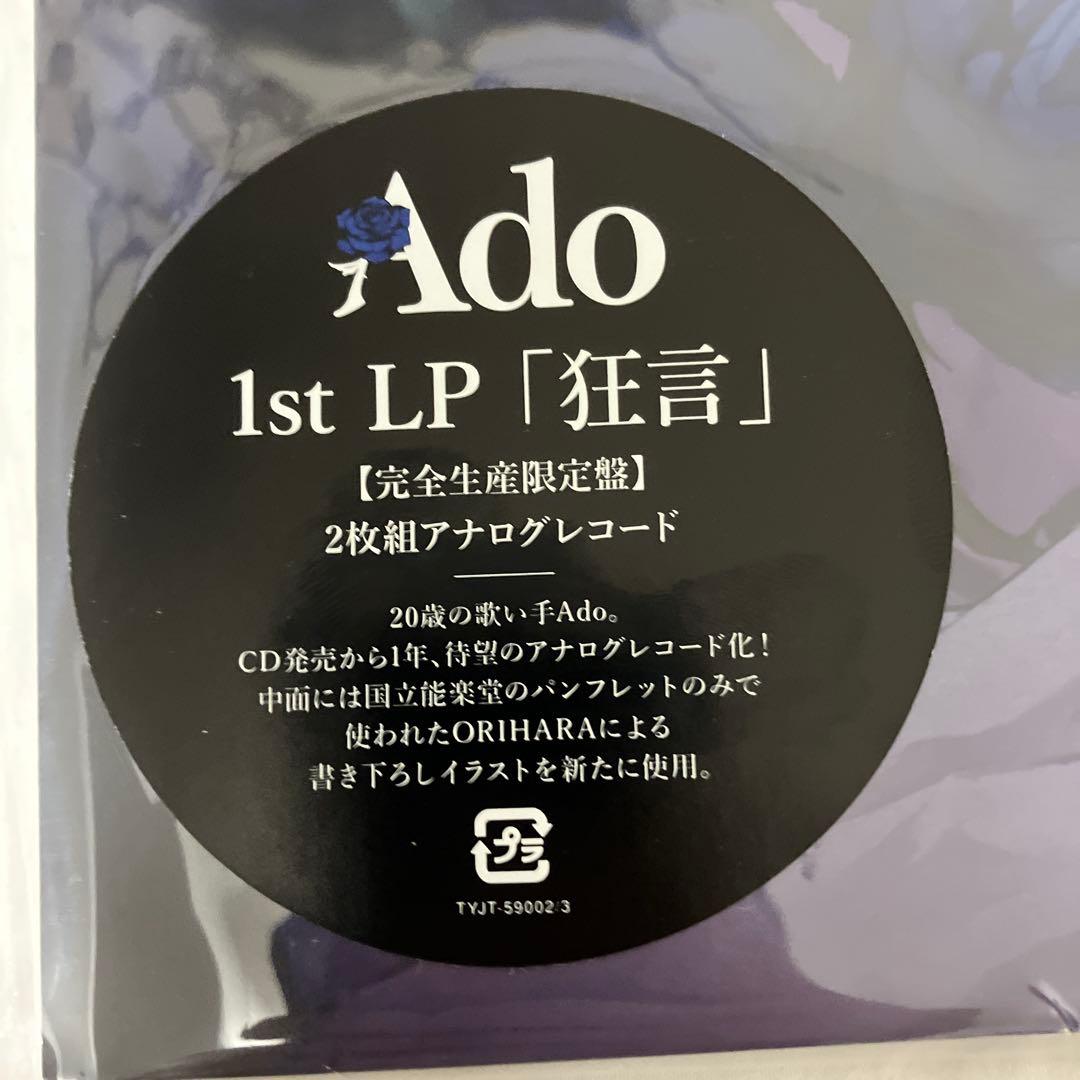 Ado
1st LP「狂言」
【完全生産限定盤】
2枚組アナログレコード
20歳の歌い手Ado。
CD発売から1年、待望のアナログレコード化！
中面には国立能楽堂のパンフレットのみで
使われたORIHARAによる
書き下ろしイラストを新たに使用。
プラ
TYJT-59002/3